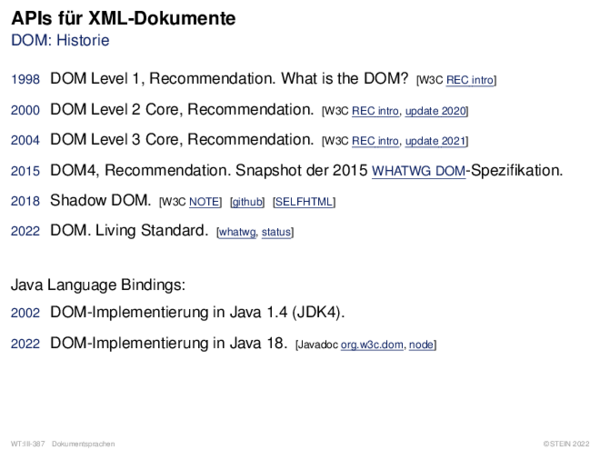 APIs für XML-Dokumente
DOM: Historie
1998 DOM Level 1, Recommendation. What is the DOM? [W3C REC intro]
2000 DOM Level 2 Core, Recommendation. [W3C REC intro, update 2020]
2004 DOM Level 3 Core, Recommendation. [W3C REC intro, update 2021]
2015 DOM4, Recommendation. Snapshot der 2015 WHATWG DOM-Spezifikation.
2018 Shadow DOM. [W3C NOTE] [github] [SELFHTML]
2022 DOM. Living Standard. [whatwg, status]
Java Language Bindings:
2002 DOM-Implementierung in Java 1.4 (JDK4).
2022 DOM-Implementierung in Java 18. [Javadoc org.w3c.dom, node]
WT:III-387 Dokumentsprachen ©STEIN 2022